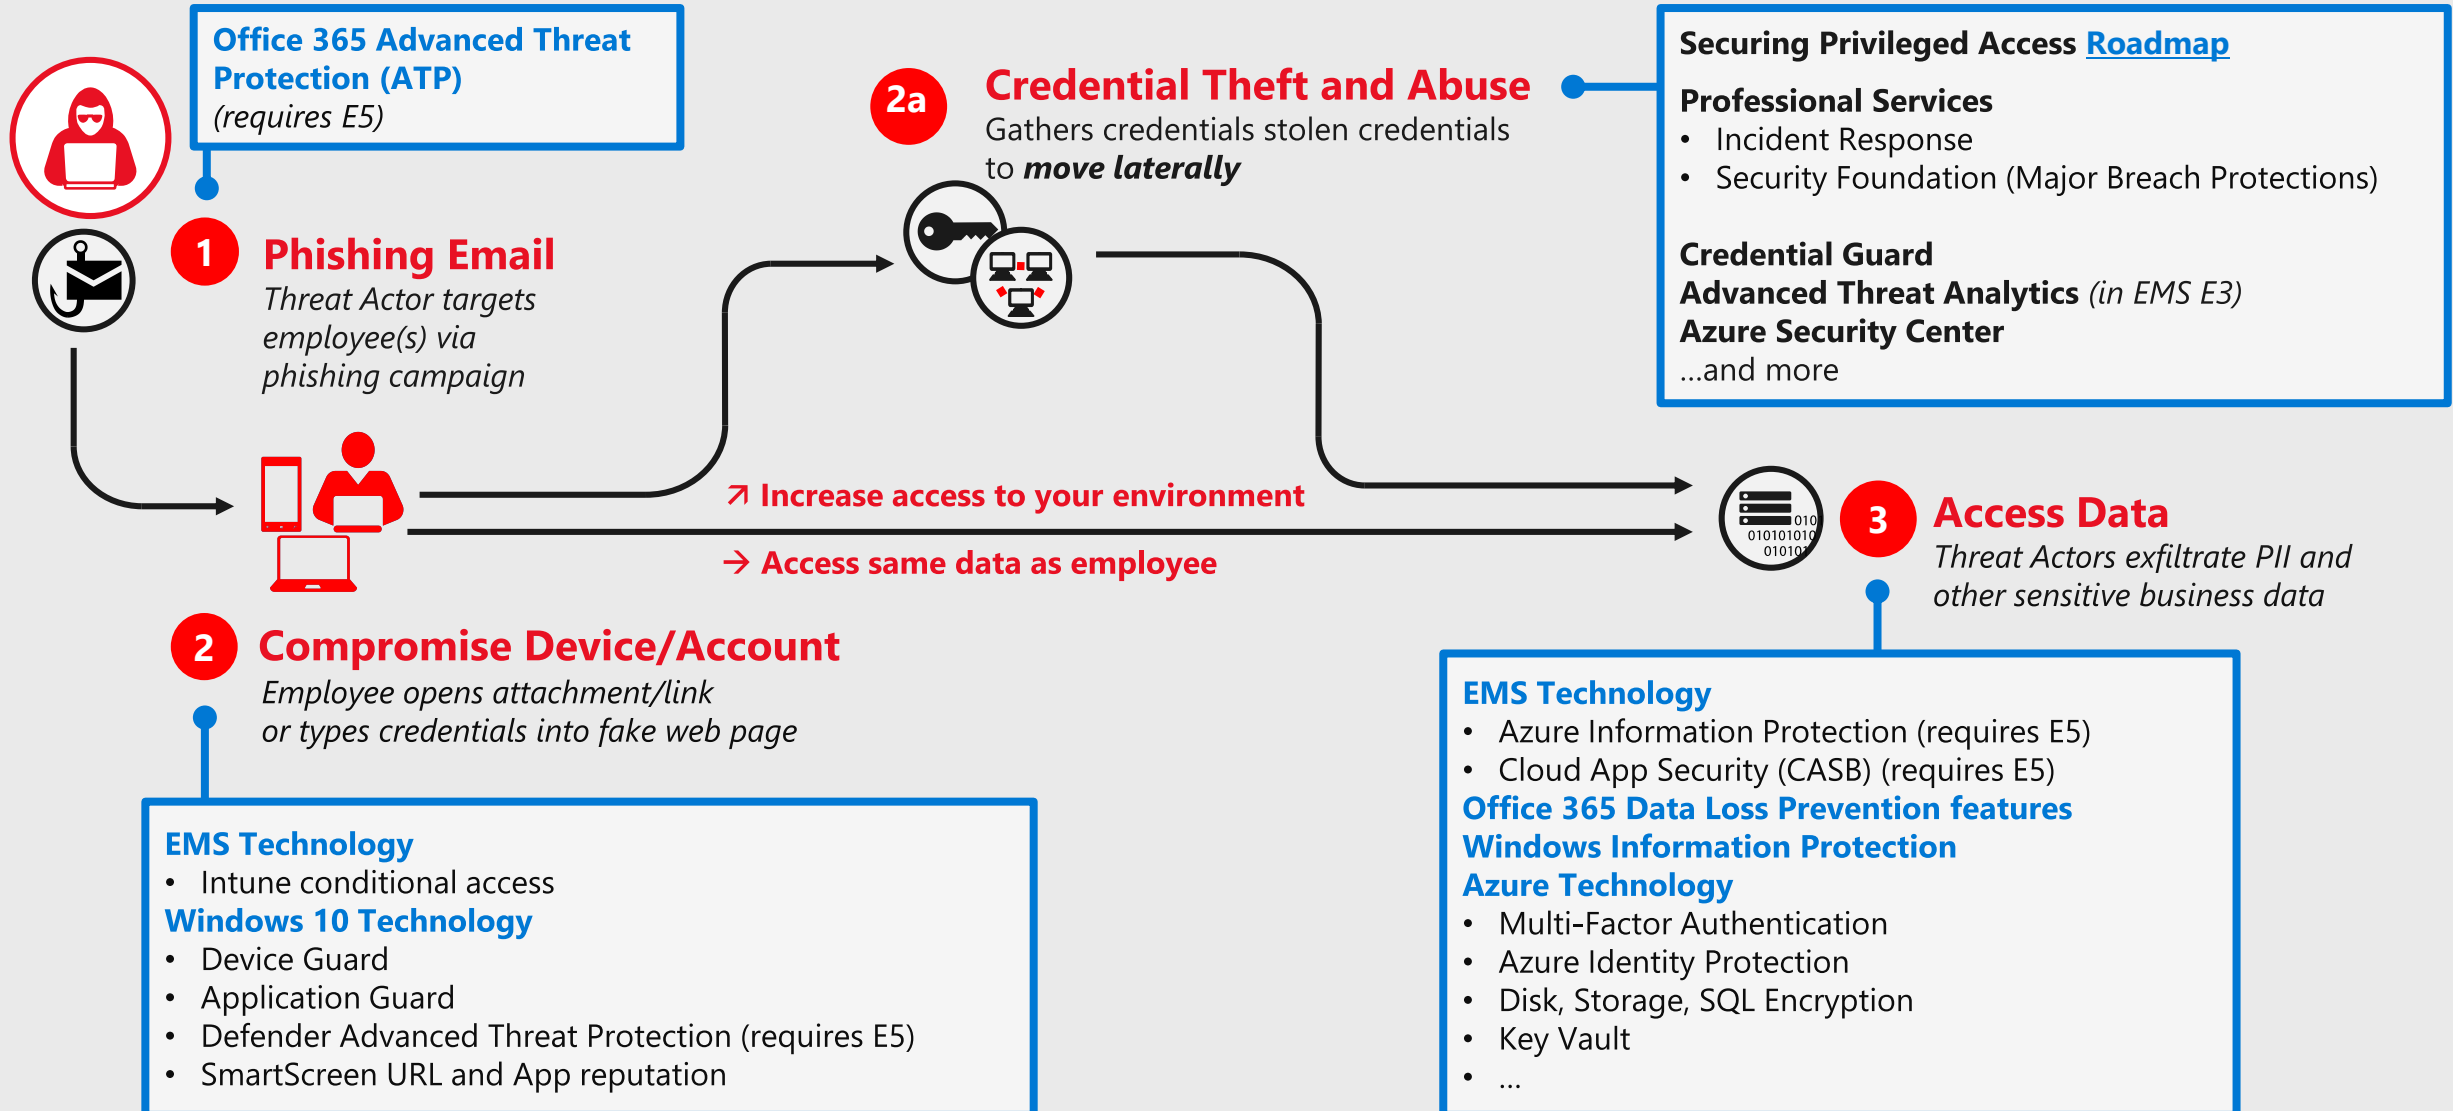 Office 365 Advanced Threat
Protection (ATP)
(requires E5)
1
Phishing Email
Threat Actor targets
employee(s) via
phishing campaign
2a
Credential Theft and Abuse
Gathers credentials stolen credentials
to move laterally
Securing Privileged Access Roadmap
Professional Services
• Incident Response
• Security Foundation (Major Breach Protections)
Credential Guard
Advanced Threat Analytics (in EMS E3)
Azure Security Center
...and more
↗ Increase access to your environment
→ Access same data as employee
010
010101010
010101
3
Access Data
Threat Actors exfiltrate PII and
other sensitive business data
2
Compromise Device/Account
Employee opens attachment/link
or types credentials into fake web page
EMS Technology
• Intune conditional access
Windows 10 Technology
• Device Guard
• Application Guard
• Defender Advanced Threat Protection (requires E5)
• SmartScreen URL and App reputation
EMS Technology
• Azure Information Protection (requires E5)
• Cloud App Security (CASB) (requires E5)
Office 365 Data Loss Prevention features
Windows Information Protection
Azure Technology
• Multi-Factor Authentication
• Azure Identity Protection
• Disk, Storage, SQL Encryption
• Key Vault
• ...